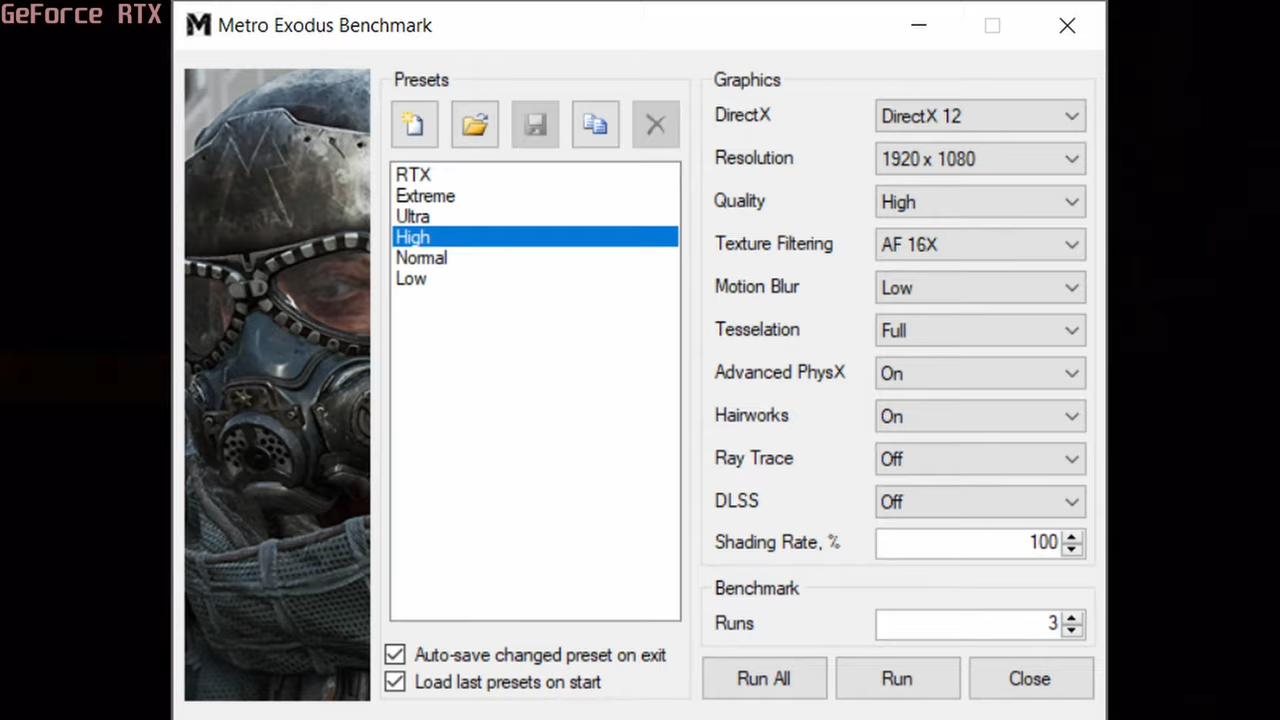 GeForce RTX
Metro Exodus Benchmark
Presets
RTX
Extreme
Ultra
High
Normal
Low
Auto-save changed preset on exit
Load last presets on start
Graphics
DirectX DirectX 12
Resolution 1920 x 1080
Quality High
Texture Filtering AF 16X
Motion Blur Low
Tesselation Full
Advanced PhysX On
Hairworks On
Ray Trace Off
DLSS Off
Shading Rate, % 100
Benchmark
Runs 3
Run All Run Close